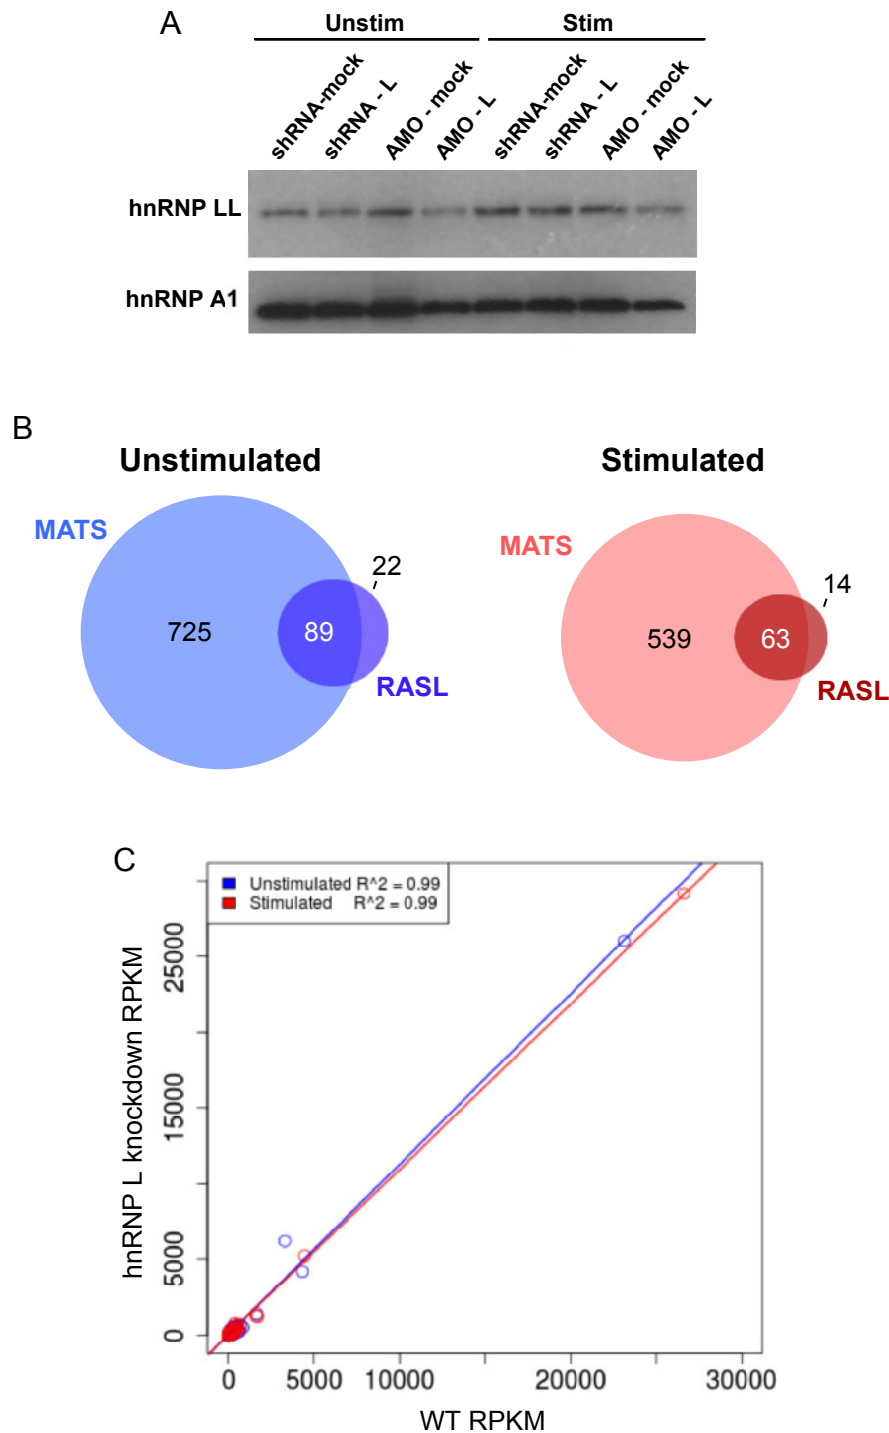 A
Unstim Stim
shRNA-mock
shRNA - L
AMO - mock
AMO - L
shRNA-mock
shRNA - L
AMO - mock
AMO - L
hnRNP LL
hnRNP A1
B
Unstimulated Stimulated
MATS
725
89
22
RASL
MATS
539
63
14
RASL
C
Unstimulated R^2 = 0.99
Stimulated R^2 = 0.99
hnRNP L knockdown RPKM
25000
15000
5000
0
0 5000 10000 20000 30000
WT RPKM